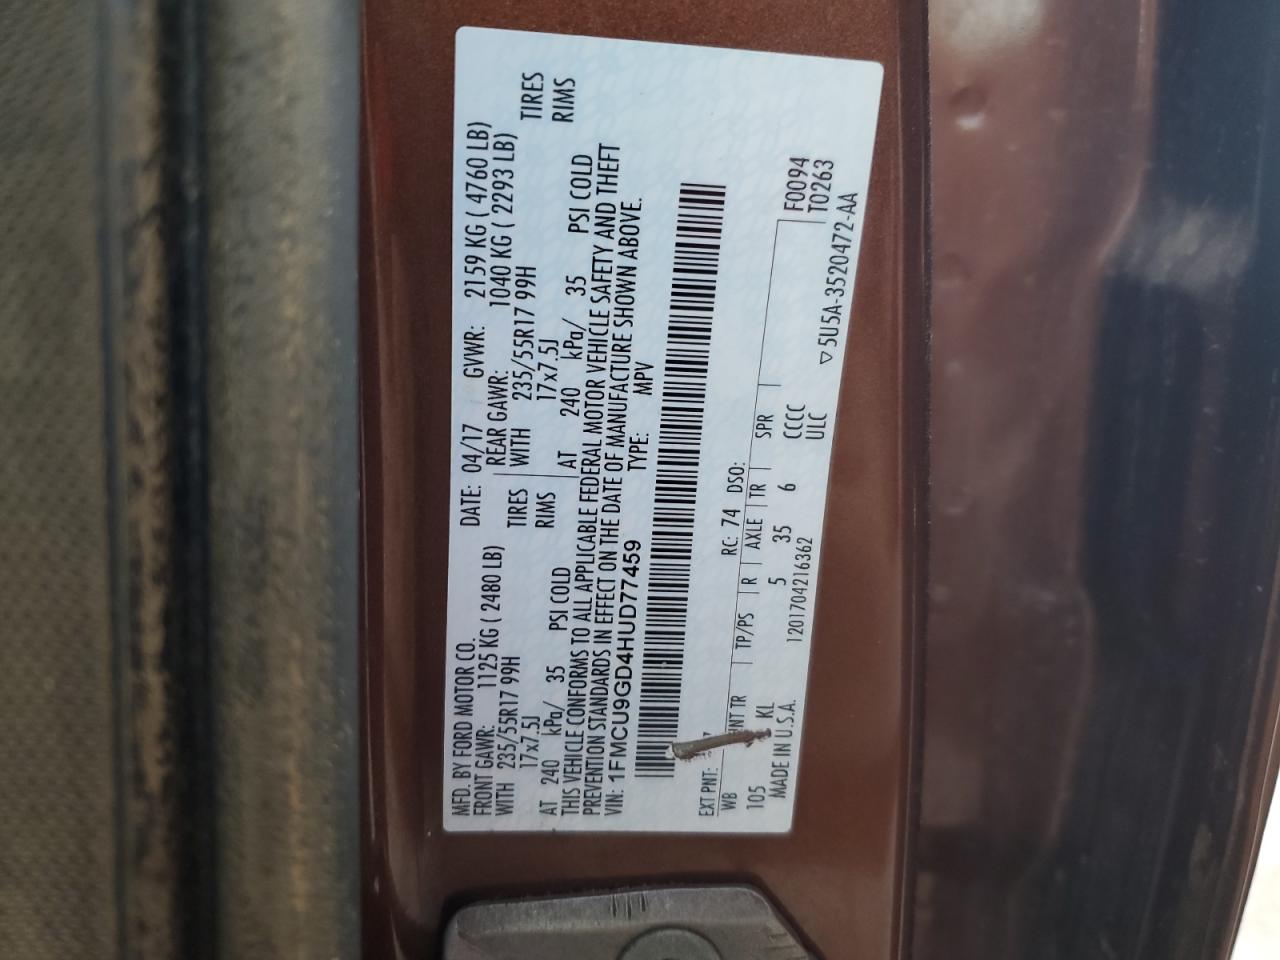 MFD. BY FORD MOTOR CO.
DATE: 04/17 GVWR: 2159 KG ( 4760 LB)
FRONT GAWR: 1125 KG ( 2480 LB) REAR GAWR: 1040 KG ( 2293 LB)
WITH 235/55R17 99H TIRES WITH 235/55R17 99H TIRES
17x7.5J RIMS 17x7.5J RIMS
AT 240 kPa/ 35 PSI COLD AT 240 kPa/ 35 PSI COLD
THIS VEHICLE CONFORMS TO ALL APPLICABLE FEDERAL MOTOR VEHICLE SAFETY AND THEFT
PREVENTION STANDARDS IN EFFECT ON THE DATE OF MANUFACTURE SHOWN ABOVE.
VIN: 1FMCU9GD4HUD77459 TYPE: MPV
EXT PNT: RC: 74 DSO:
WB INT TR TP/PS R AXLE TR SPR
105 KL 5 35 6 CCCC
F0094
T0263
MADE IN U.S.A. 1201704216362 ULC
▽5U5A-3520472-AA